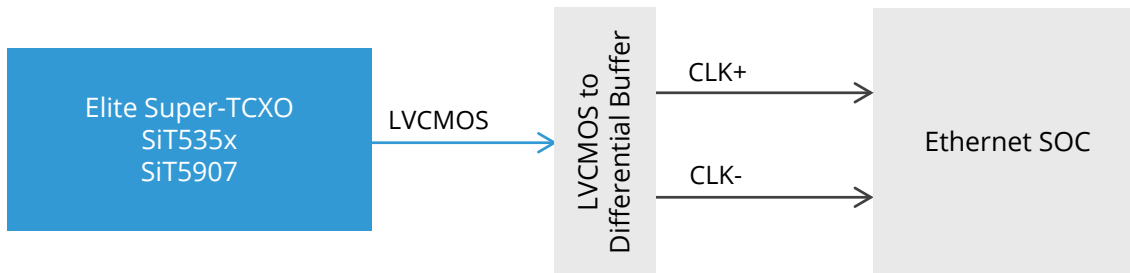 Elite Super-TCXO
SiT535x
SiT5907
LVCMOS
LVCMOS to
Differential Buffer
CLK+
CLK-
Ethernet SOC